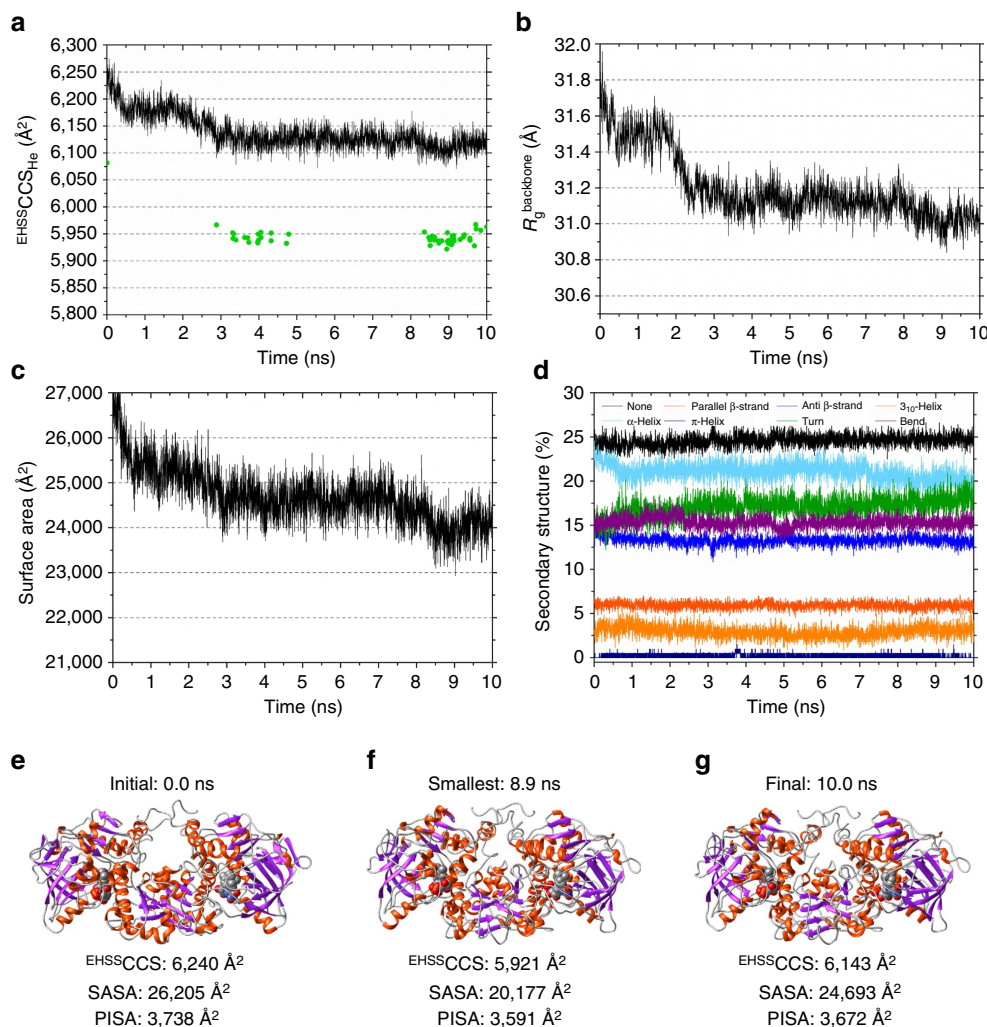 a
6,300
6,250
6,200
6,150
6,100
6,050
6,000
5,950
5,900
5,850
5,800
EHSSCCSHe (Å2)
0 1 2 3 4 5 6 7 8 9 10
Time (ns)
b
32.0
31.8
31.6
31.4
31.2
31.0
30.8
30.6
Rg backbone (Å)
0 1 2 3 4 5 6 7 8 9 10
Time (ns)
c
27,000
26,000
25,000
24,000
23,000
22,000
21,000
Surface area (Å2)
0 1 2 3 4 5 6 7 8 9 10
Time (ns)
d
30
25
20
15
5
0
Secondary structure (%)
None Parallel β-strand Anti β-strand 310-Helix
α-Helix π-Helix Turn Bend
0 1 2 3 4 5 6 7 8 9 10
Time (ns)
e
Initial: 0.0 ns
EHSSCCS: 6,240 Å2
SASA: 26,205 Å2
PISA: 3,738 Å2
f
Smallest: 8.9 ns
EHSSCCS: 5,921 Å2
SASA: 20,177 Å2
PISA: 3,591 Å2
g
Final: 10.0 ns
EHSSCCS: 6,143 Å2
SASA: 24,693 Å2
PISA: 3,672 Å2